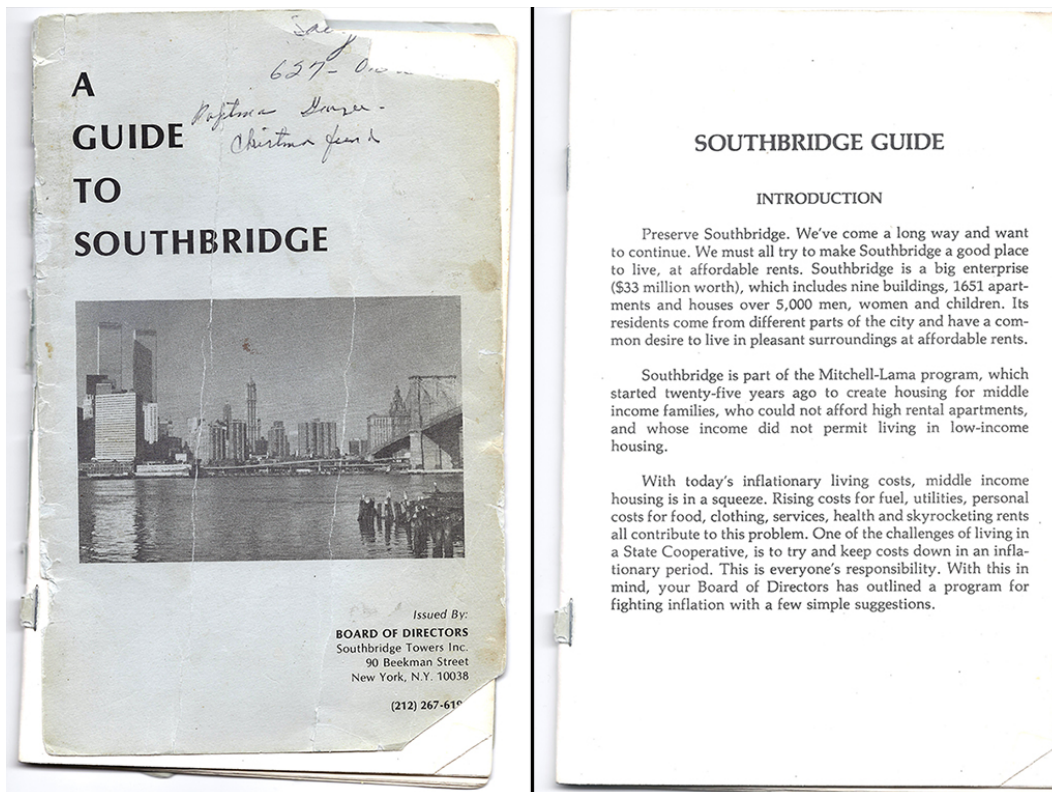 627-
Christmas fund
A
GUIDE
TO
SOUTHBRIDGE
Issued By:
BOARD OF DIRECTORS
Southbridge Towers Inc.
90 Beekman Street
New York, N.Y. 10038
(212) 267-619
SOUTHBRIDGE GUIDE
INTRODUCTION
Preserve Southbridge. We've come a long way and want
to continue. We must all try to make Southbridge a good place
to live, at affordable rents. Southbridge is a big enterprise
($33 million worth), which includes nine buildings, 1651 apart-
ments and houses over 5,000 men, women and children. Its
residents come from different parts of the city and have a com-
mon desire to live in pleasant surroundings at affordable rents.
Southbridge is part of the Mitchell-Lama program, which
started twenty-five years ago to create housing for middle
income families, who could not afford high rental apartments,
and whose income did not permit living in low-income
housing.
With today's inflationary living costs, middle income
housing is in a squeeze. Rising costs for fuel, utilities, personal
costs for food, clothing, services, health and skyrocketing rents
all contribute to this problem. One of the challenges of living in
a State Cooperative, is to try and keep costs down in an infla-
tionary period. This is everyone's responsibility. With this in
mind, your Board of Directors has outlined a program for
fighting inflation with a few simple suggestions.